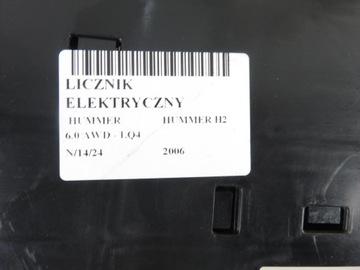 LICZNIK
ELEKTRYCZNY
HUMMER HUMMER H2
6.0 AWD - LQ4
N/14/24 2006